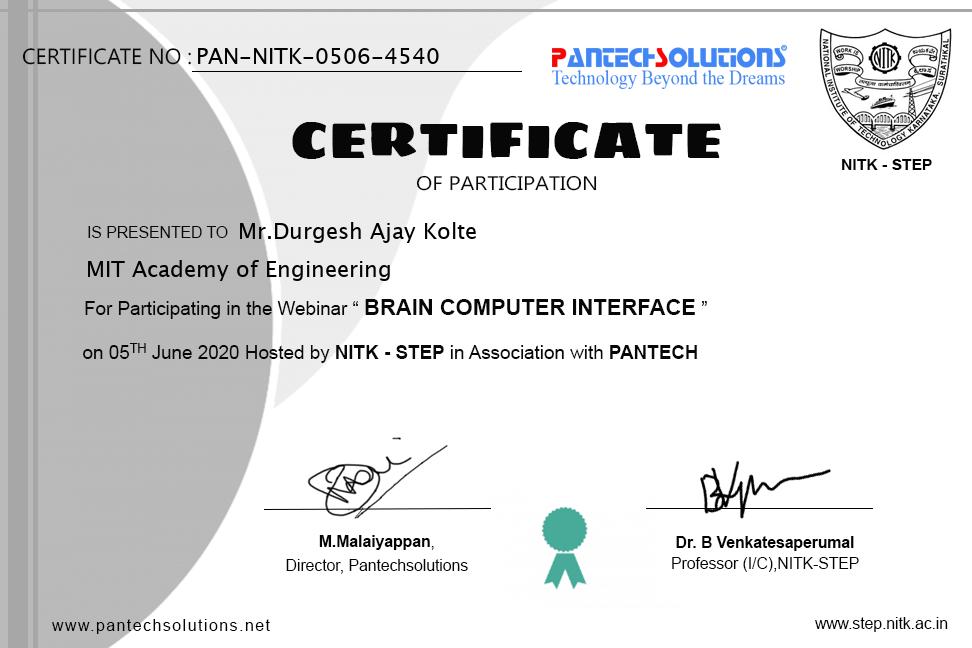 CERTIFICATE NO : PAN-NITK-0506-4540
PANTECHSOLUTIONS®
Technology Beyond the Dreams
WORK IS
WORSHIP
NITK
NATIONAL INSTITUTE OF TECHNOLOGY KARNATAKA, SURATHKAL
NITK - STEP
CERTIFICATE
OF PARTICIPATION
IS PRESENTED TO Mr.Durgesh Ajay Kolte
MIT Academy of Engineering
For Participating in the Webinar “ BRAIN COMPUTER INTERFACE ”
on 05TH June 2020 Hosted by NITK - STEP in Association with PANTECH
M.Malaiyappan,
Director, Pantechsolutions
Dr. B Venkatesaperumal
Professor (I/C),NITK-STEP
www.pantechsolutions.net
www.step.nitk.ac.in